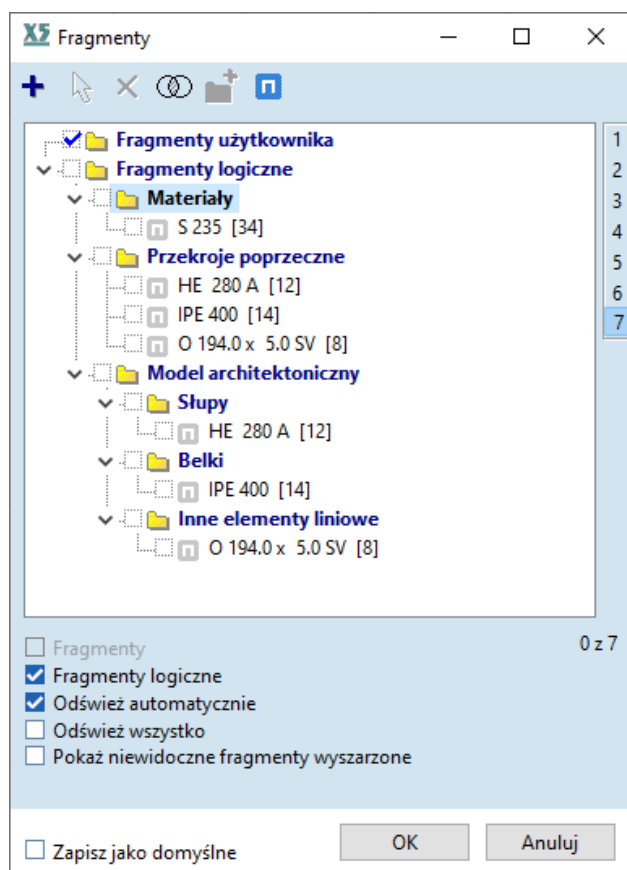 X5 Fragmenty
Fragmenty użytkownika
Fragmenty logiczne
Materiały
S 235 [34]
Przekroje poprzeczne
HE 280 A [12]
IPE 400 [14]
O 194.0 x 5.0 SV [8]
Model architektoniczny
Słupy
HE 280 A [12]
Belki
IPE 400 [14]
Inne elementy liniowe
O 194.0 x 5.0 SV [8]
1
2
3
4
5
6
7
0 z 7
Fragmenty
Fragmenty logiczne
Odśwież automatycznie
Odśwież wszystko
Pokaż niewidoczne fragmenty wyszarzone
Zapisz jako domyślne
OK
Anuluj